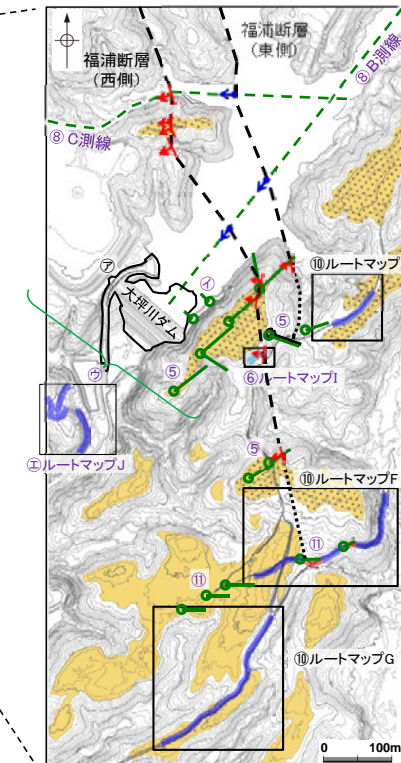 福浦断層
(西側)
福浦断層
(東側)
⑧ B測線
⑧ C測線
⑩ルートマップ
㋐
㋑
大坪川ダム
⑤
㋒
⑤
⑥ルートマップI
㋓ルートマップJ
⑤
⑩ルートマップF
⑪
⑪
⑩ルートマップG
0
100m